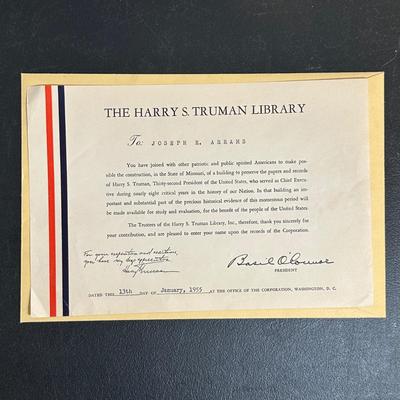 THE HARRY S. TRUMAN LIBRARY
To: JOSEPH E. ABRAMS
You have joined with other patriotic and public spirited Americans to make pos-
sible the construction, in the State of Missouri, of a building to preserve the papers and records
of Harry S. Truman, Thirty-second President of the United States, who served as Chief Execu-
tive during nearly eight critical years in the history of our Nation. In that building an im-
portant and substantial part of the precious historical evidence of this momentous period will
be made available for study and evaluation, for the benefit of the people of the United States.
The Trustees of the Harry S. Truman Library, Inc., therefore, thank you sincerely for
your contribution, and are pleased to enter your name upon the records of the Corporation.
For your cooperation and assistance
you have my deep appreciation
Harry Truman
Basil O'Connor
PRESIDENT
DATED THIS 13th DAY OF January, 1955 AT THE OFFICE OF THE CORPORATION, WASHINGTON, D. C.